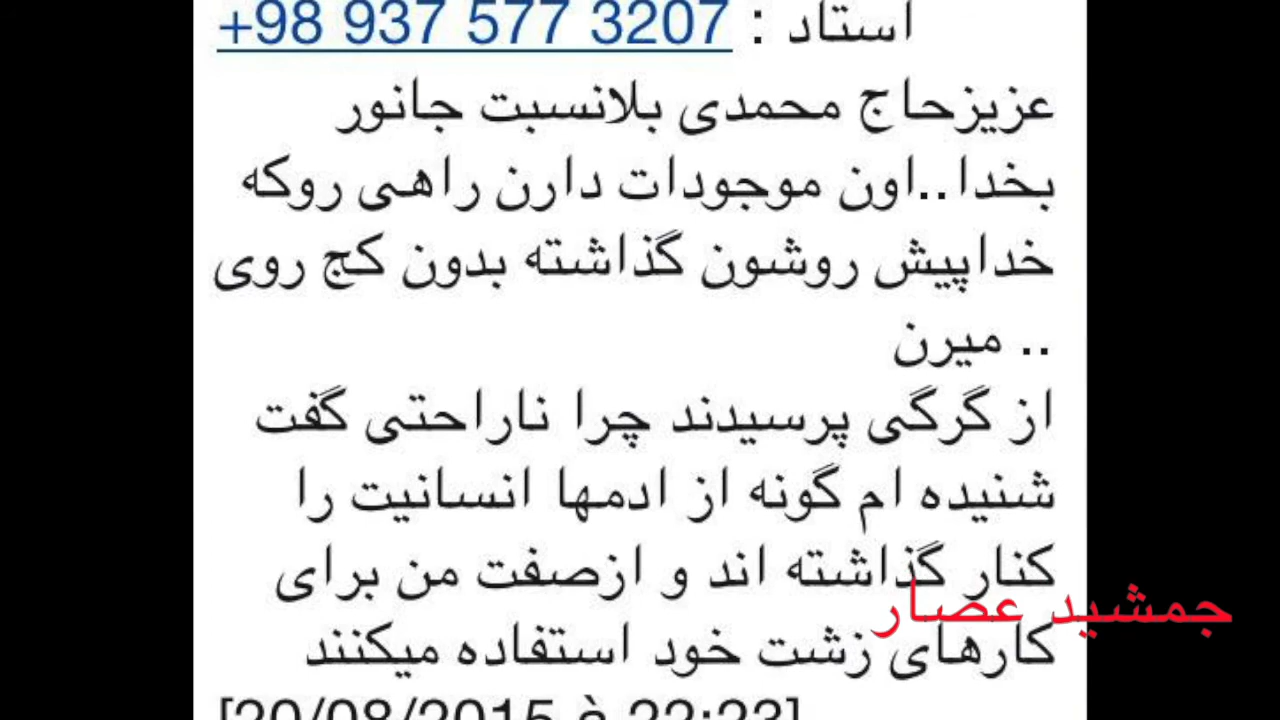 استاد : +98 937 577 3207
عزیزحاج محمدی بلانسبت جانور
بخدا..اون موجودات دارن راهی روکه
خداپیش روشون گذاشته بدون کج روی
میرن ..
از گرگی پرسیدند چرا ناراحتی گفت
شنیده ام گونه از ادمها انسانیت را
کنار گذاشته اند و ازصفت من برای
جمشید عصار
کارهای زشت خود استفاده میکنند
[20/08/2015 à 22:23]